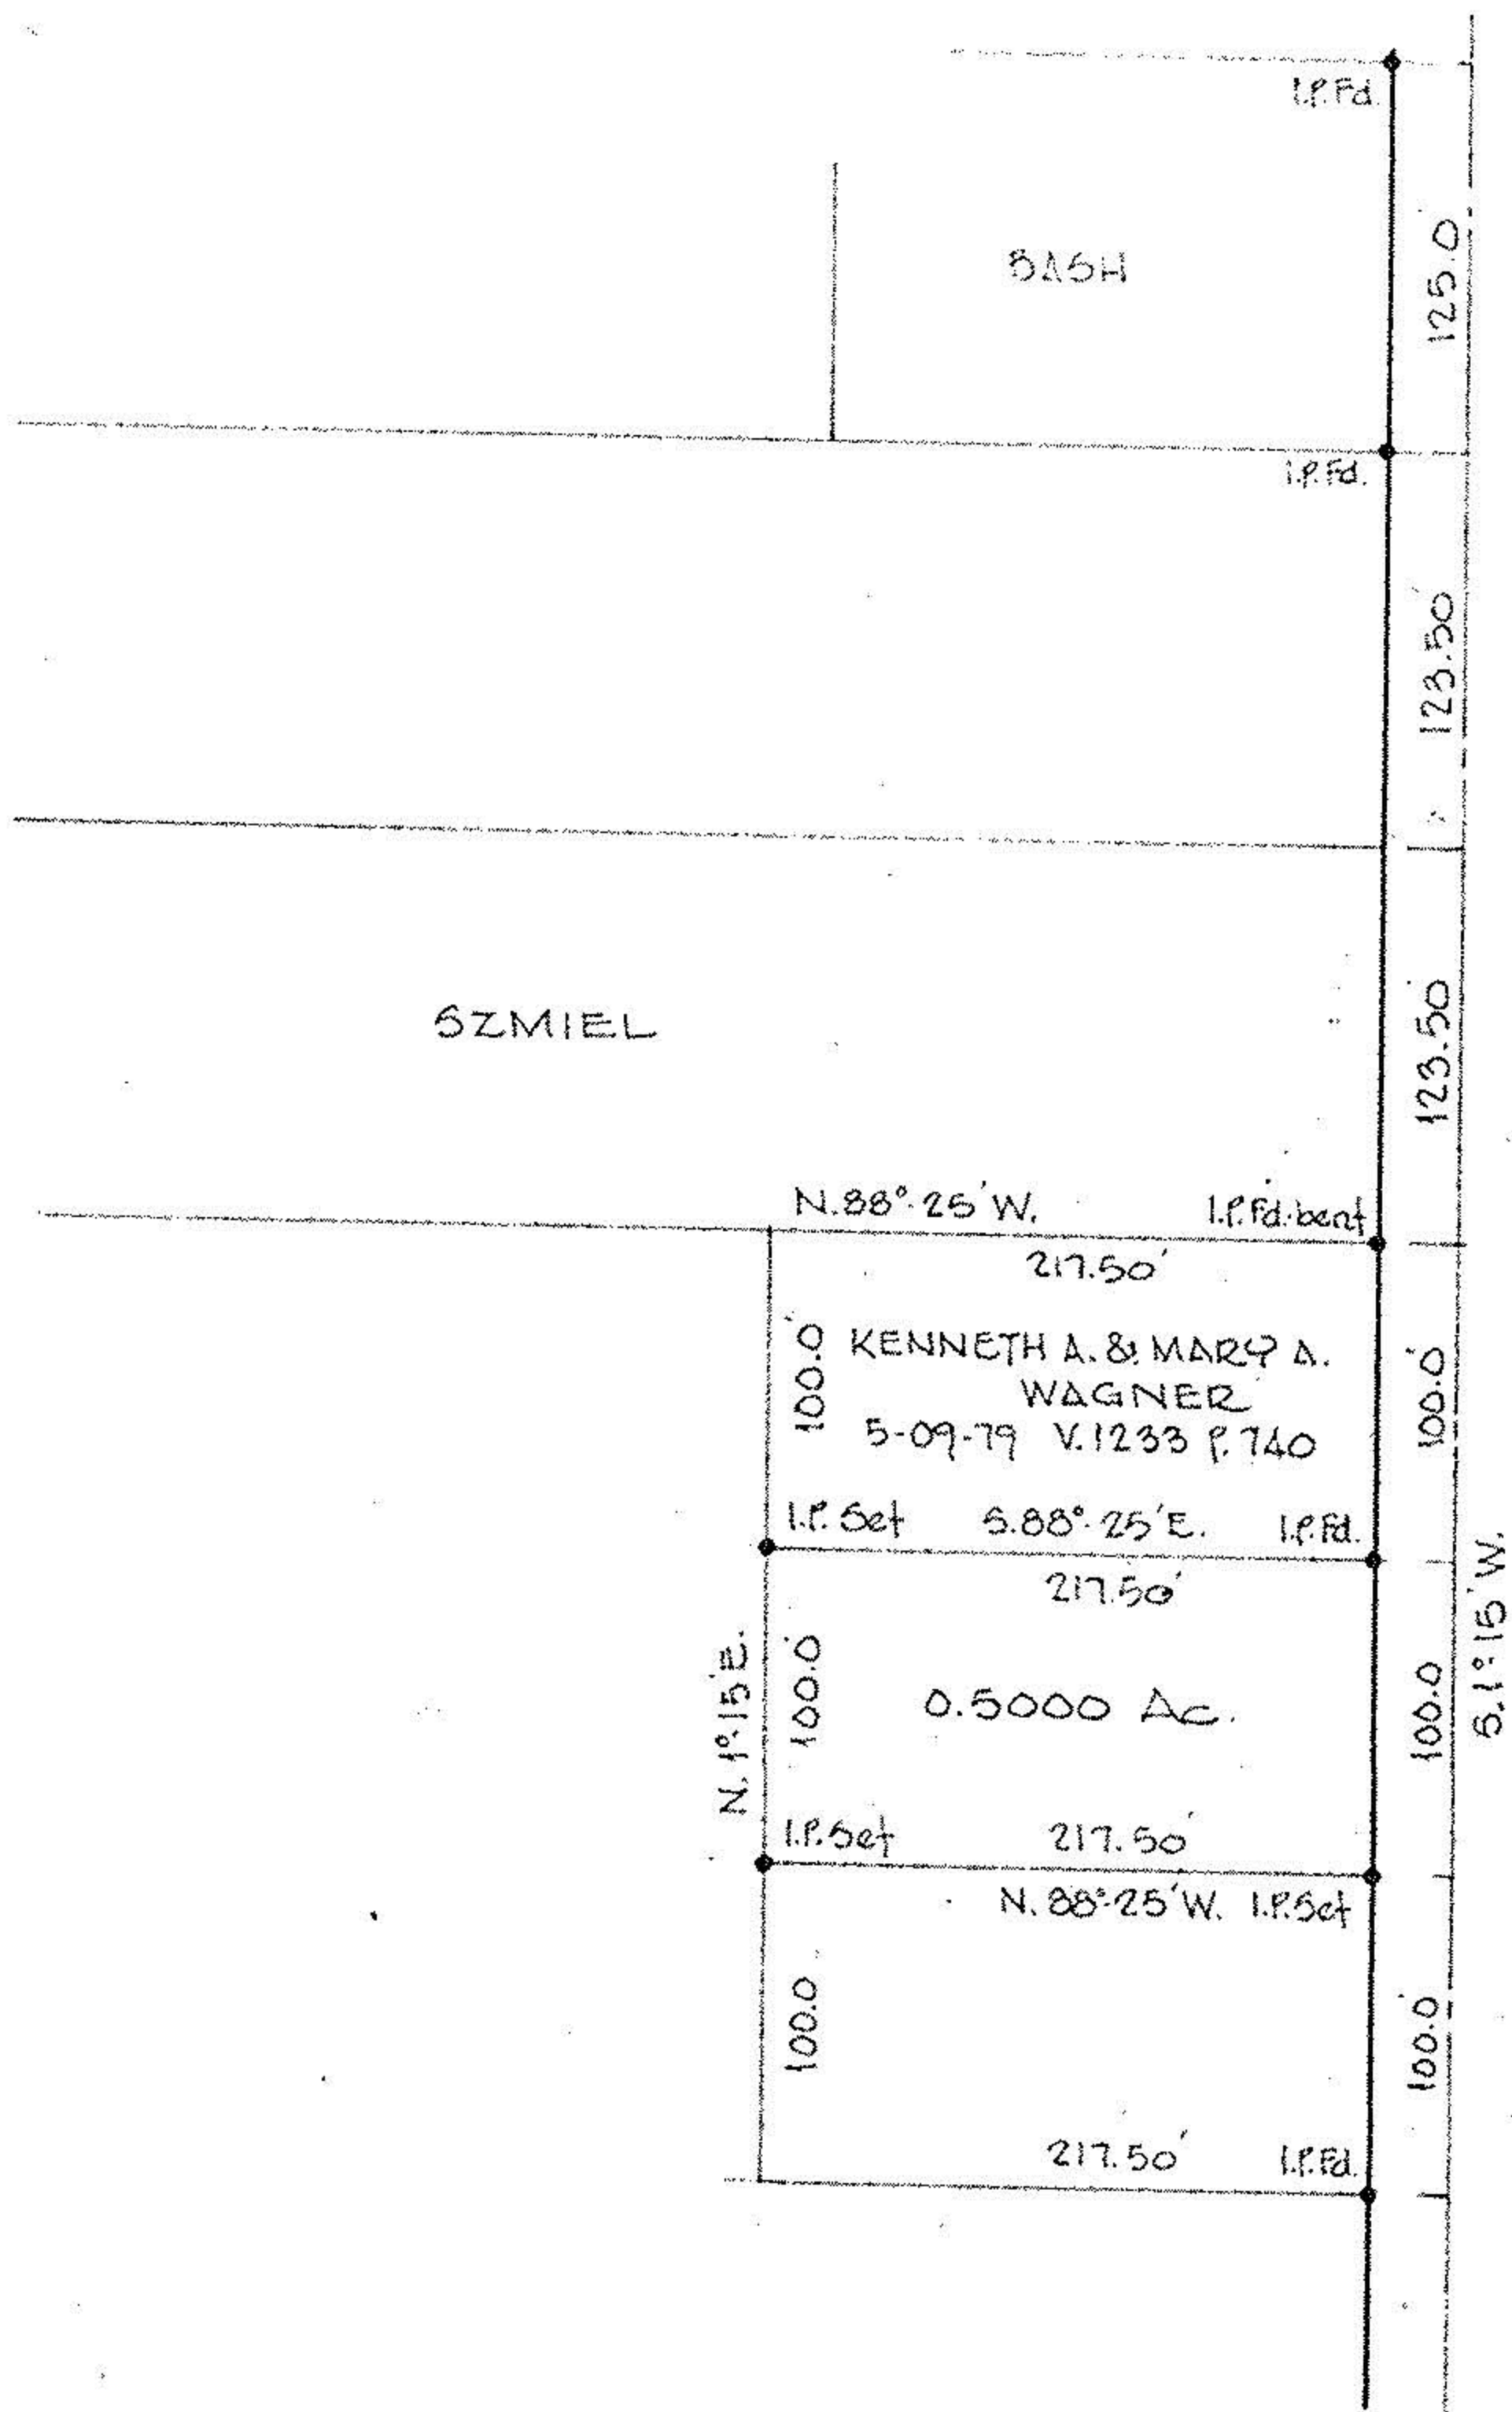 I.P. Fd.
BASH
125.0'
I.P. Fd.
123.50'
SZMIEL
123.50'
N. 88°-25' W.
I.P. Fd. bent
217.50'
100.0'
KENNETH A. & MARY A.
WAGNER
5-09-79 V. 1233 P. 740
100.0'
I.P. Set
S. 88°-25' E.
I.P. Fd.
217.50'
N. 1°-15' E.
100.0'
0.5000 Ac.
100.0'
S. 1°-15' W.
I.P. Set
217.50'
N. 88°-25' W.
I.P. Set
100.0'
100.0'
217.50'
I.P. Fd.